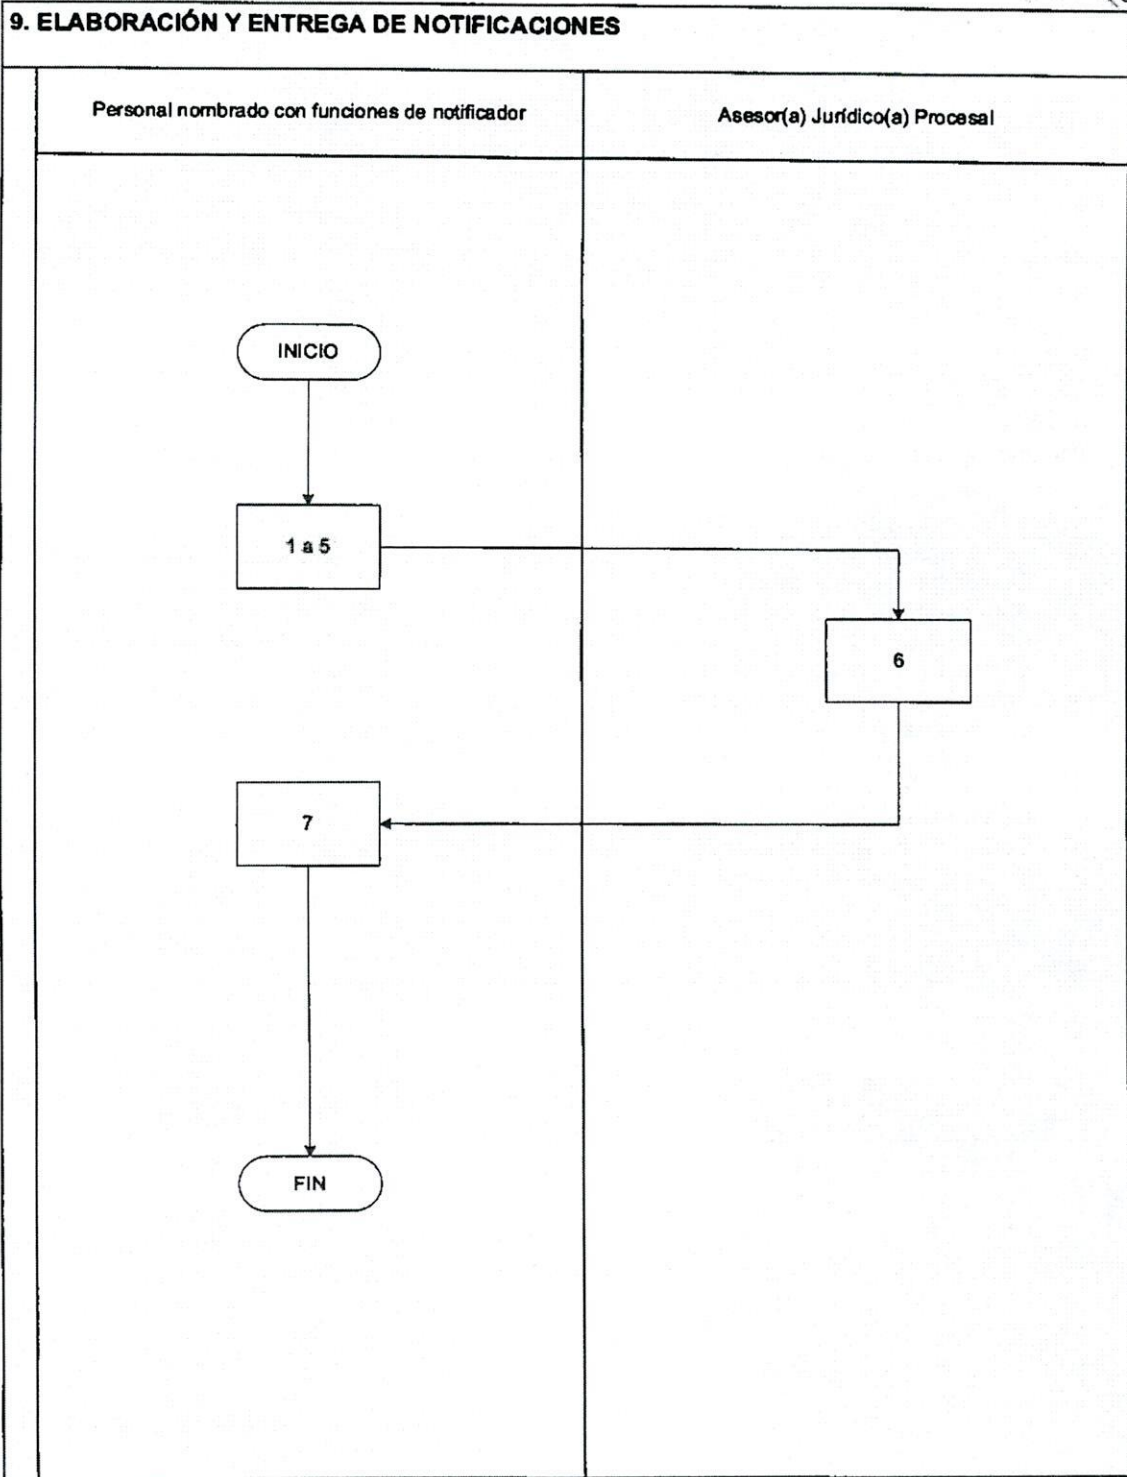 9. ELABORACIÓN Y ENTREGA DE NOTIFICACIONES
Personal nombrado con funciones de notificador
Asesor(a) Jurídico(a) Procesal
INICIO
1 a 5
6
7
FIN